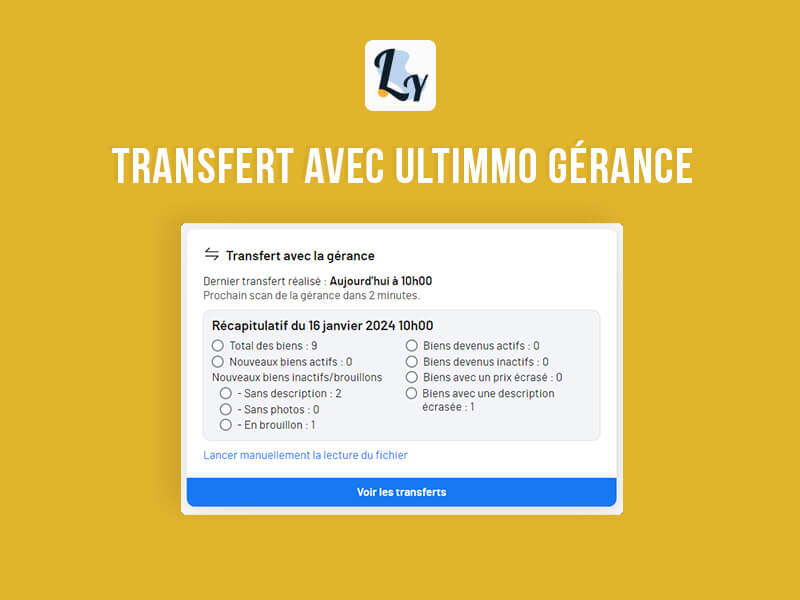 Ly
TRANSFERT AVEC ULTIMMO GÉRANCE
Transfert avec la gérance
Dernier transfert réalisé : Aujourd'hui à 10h00
Prochain scan de la gérance dans 2 minutes.
Récapitulatif du 16 janvier 2024 10h00
Total des biens : 9
Nouveaux biens actifs : 0
Nouveaux biens inactifs/brouillons
- Sans description : 2
- Sans photos : 0
- En brouillon : 1
Biens devenus actifs : 0
Biens devenus inactifs : 0
Biens avec un prix écrasé : 0
Biens avec une description
écrasée : 1
Lancer manuellement la lecture du fichier
Voir les transferts